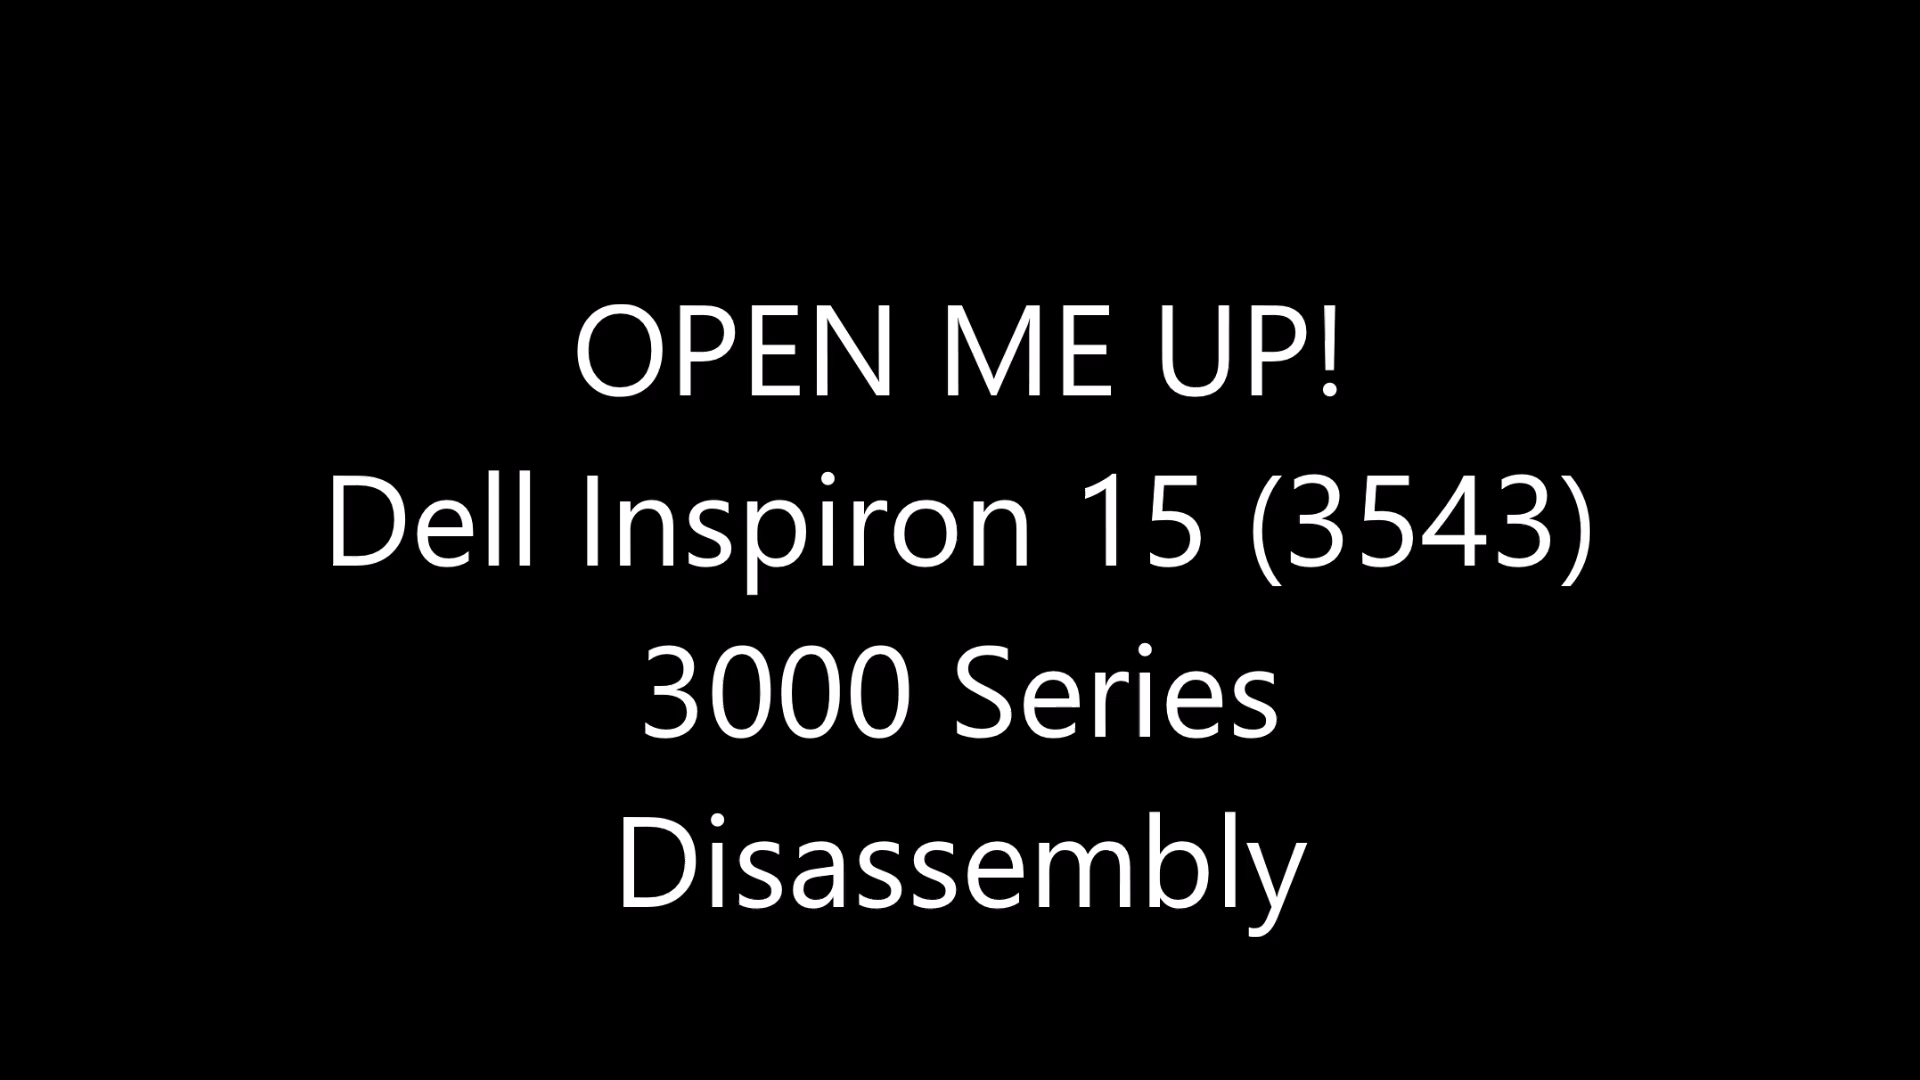 OPEN ME UP!
Dell Inspiron 15 (3543)
3000 Series
Disassembly